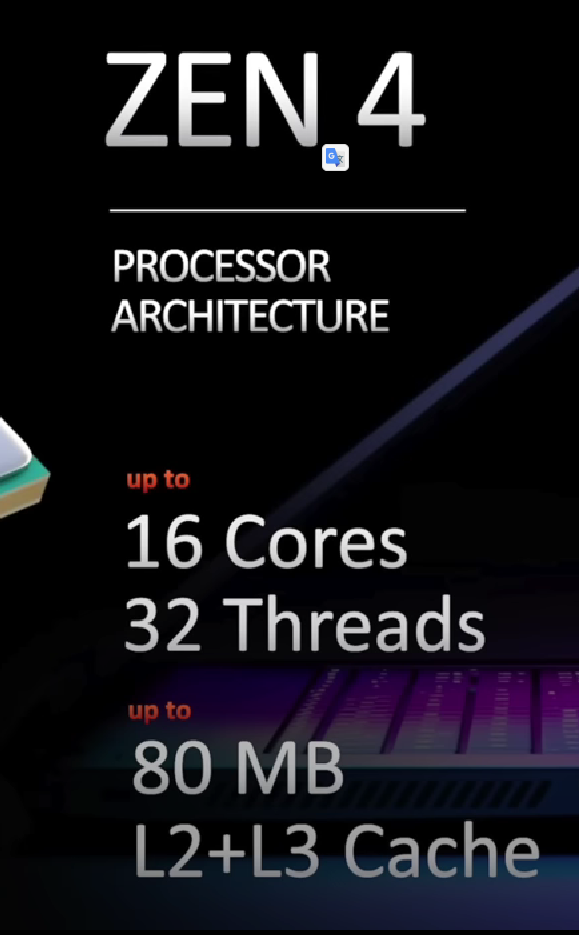 ZEN 4
PROCESSOR
ARCHITECTURE
up to
16 Cores
32 Threads
up to
80 MB
L2+L3 Cache